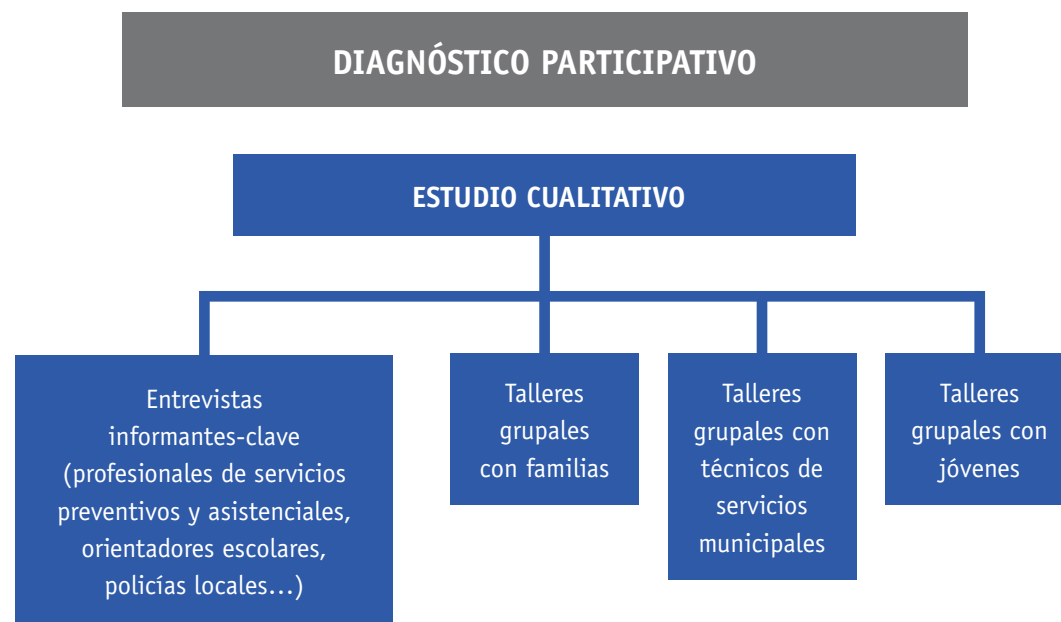 DIAGNÓSTICO PARTICIPATIVO
ESTUDIO CUALITATIVO
Entrevistas
informantes-clave
(profesionales de servicios
preventivos y asistenciales,
orientadores escolares,
policías locales...)
Talleres
grupales
con familias
Talleres
grupales con
técnicos de
servicios
municipales
Talleres
grupales con
jóvenes